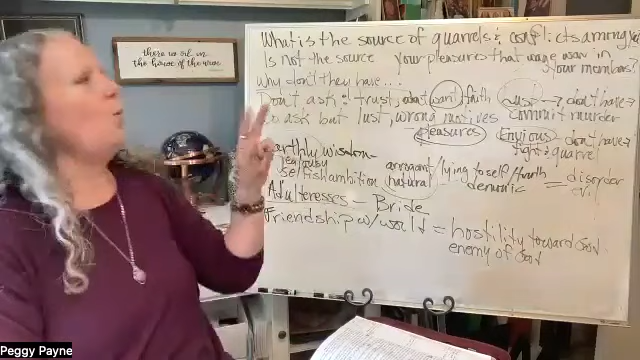 What is the source of quarrels & conflicts among
Is not the source your pleasures that wage war in
your members?
Why don't they have...
Don't ask: trust, want, faith
Lust → don't have →
to ask but lust, wrong motives commit murder
pleasures
Envious don't have →
fight & quarrel
earthly wisdom -
jealousy
selfish ambition
arrogant / lying to self / truth
natural
demonic
= disorder
Adulteresses - Bride
Friendship w/ world = hostility toward God
enemy of God
there is oil in
the house of the wise
Peggy Payne